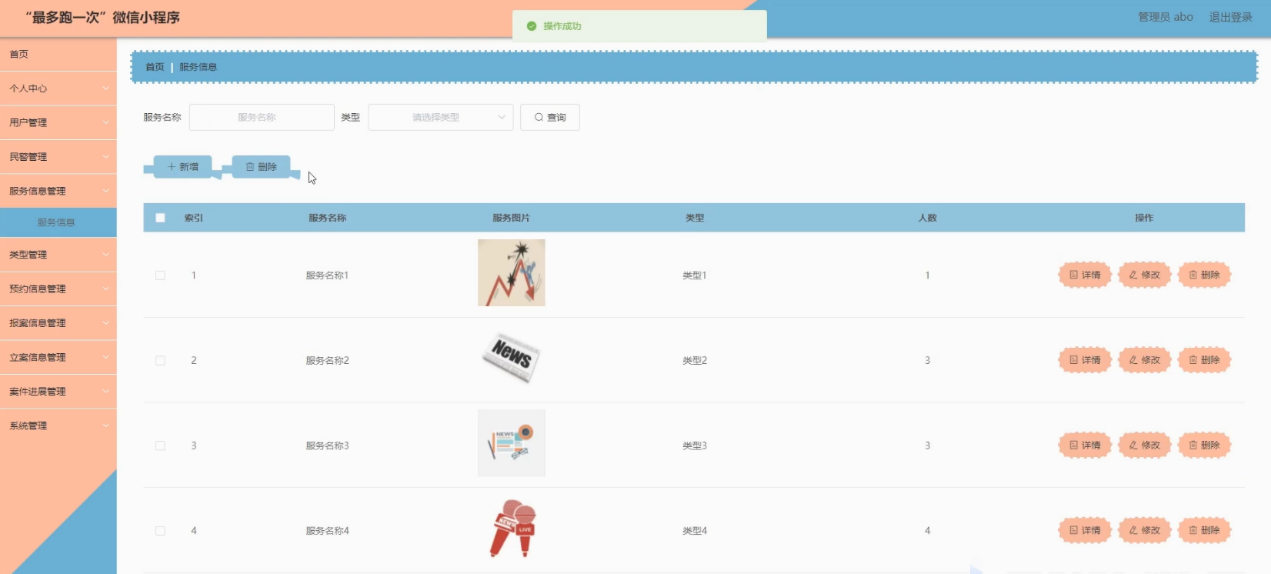 “最多跑一次”微信小程序
操作成功
管理员 abo 退出登录
首页
个人中心
用户管理
民警管理
服务信息管理
服务信息
类型管理
预约信息管理
报案信息管理
立案信息管理
案件进展管理
系统管理
首页 | 服务信息
服务名称 服务名称 类型 请选择类型 查询
新增 删除
索引 服务名称 服务图片 类型 人数 操作
1 服务名称1 类型1 1 详情 修改 删除
2 服务名称2 News 类型2 3 详情 修改 删除
3 服务名称3 NEWS 类型3 3 详情 修改 删除
4 服务名称4 NEWS LIVE 类型4 4 详情 修改 删除